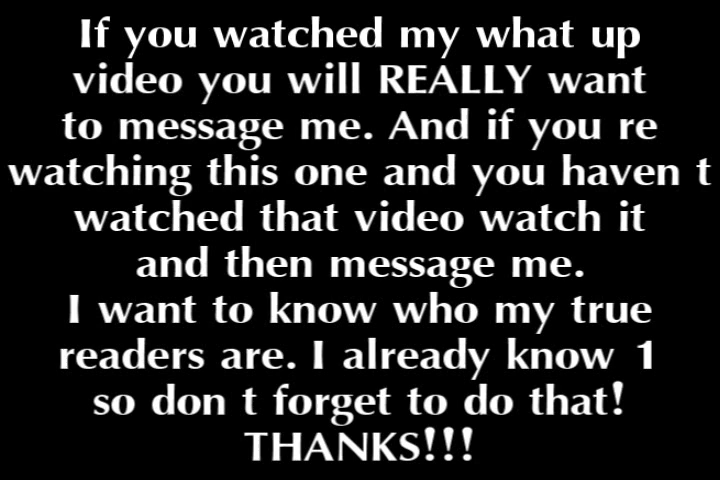 If you watched my what up
video you will REALLY want
to message me. And if you re
watching this one and you haven t
watched that video watch it
and then message me.
I want to know who my true
readers are. I already know 1
so don t forget to do that!
THANKS!!!